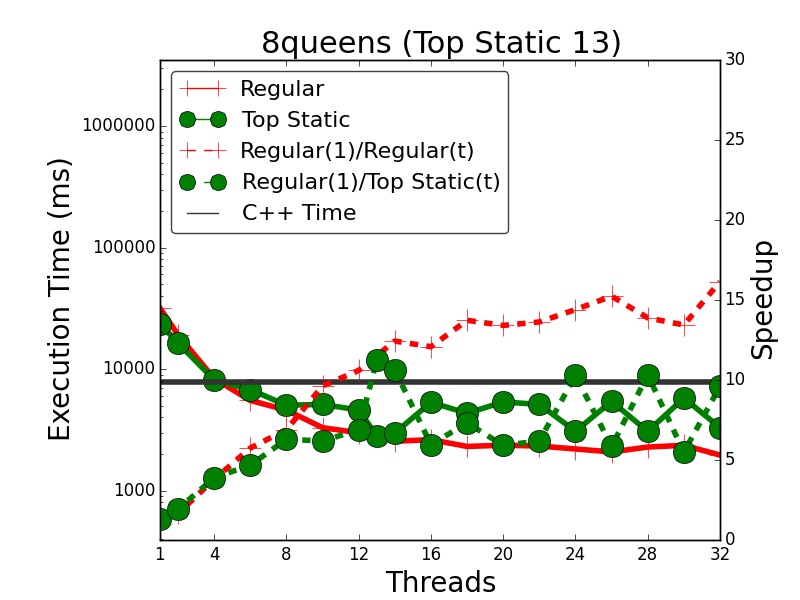 8queens (Top Static 13)
Regular
Top Static
Regular(1)/Regular(t)
Regular(1)/Top Static(t)
C++ Time
Execution Time (ms)
1000000
100000
10000
1000
30
25
20
15
10
5
0
Speedup
1 4 8 12 16 20 24 28 32
Threads